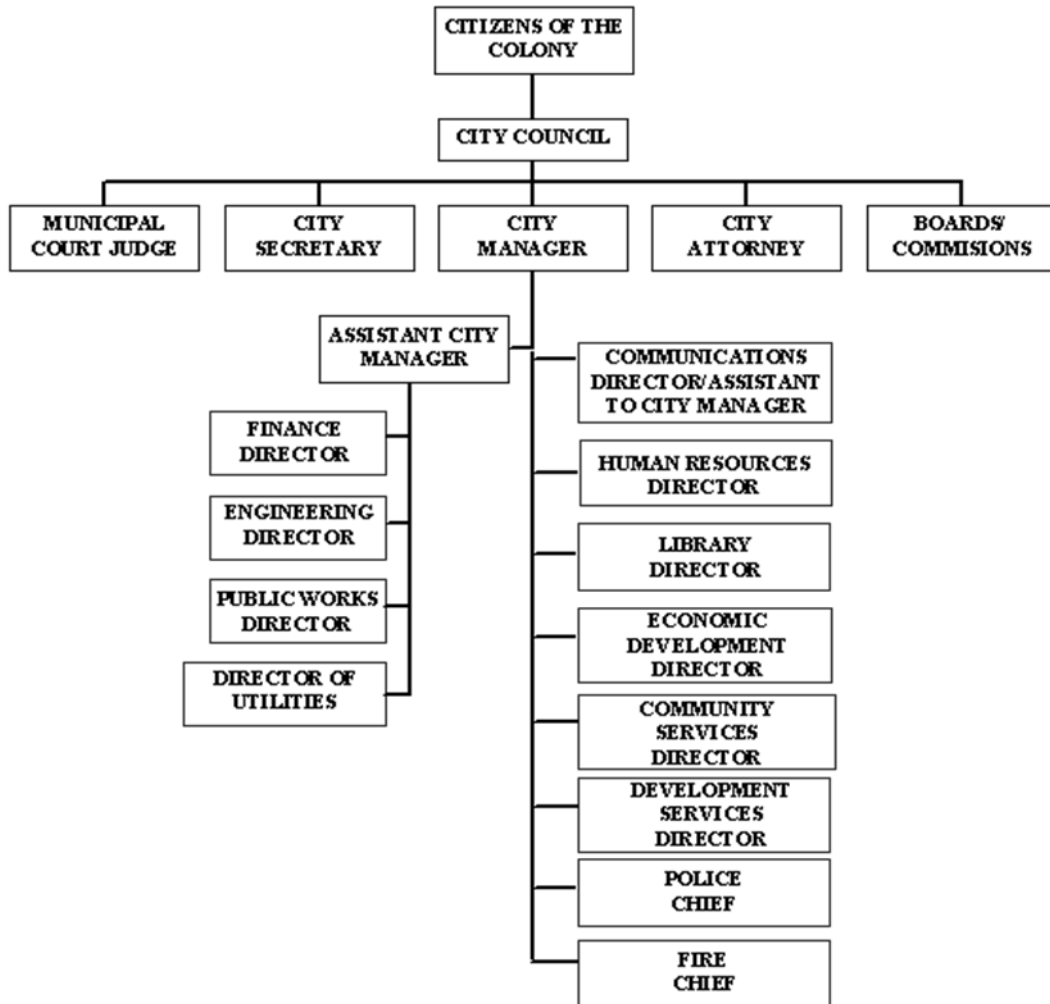 CITIZENS OF THE
COLONY
CITY COUNCIL
MUNICIPAL
COURT JUDGE
CITY
SECRETARY
CITY
MANAGER
CITY
ATTORNEY
BOARDS/
COMMISIONS
ASSISTANT CITY
MANAGER
FINANCE
DIRECTOR
ENGINEERING
DIRECTOR
PUBLIC WORKS
DIRECTOR
DIRECTOR OF
UTILITIES
COMMUNICATIONS
DIRECTOR/ASSISTANT
TO CITY MANAGER
HUMAN RESOURCES
DIRECTOR
LIBRARY
DIRECTOR
ECONOMIC
DEVELOPMENT
DIRECTOR
COMMUNITY
SERVICES
DIRECTOR
DEVELOPMENT
SERVICES
DIRECTOR
POLICE
CHIEF
FIRE
CHIEF